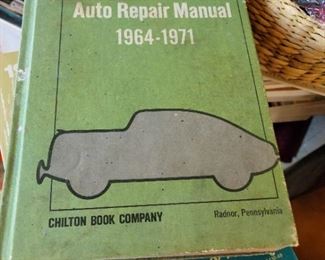 Auto Repair Manual
1964-1971
CHILTON BOOK COMPANY
Radnor, Pennsylvania